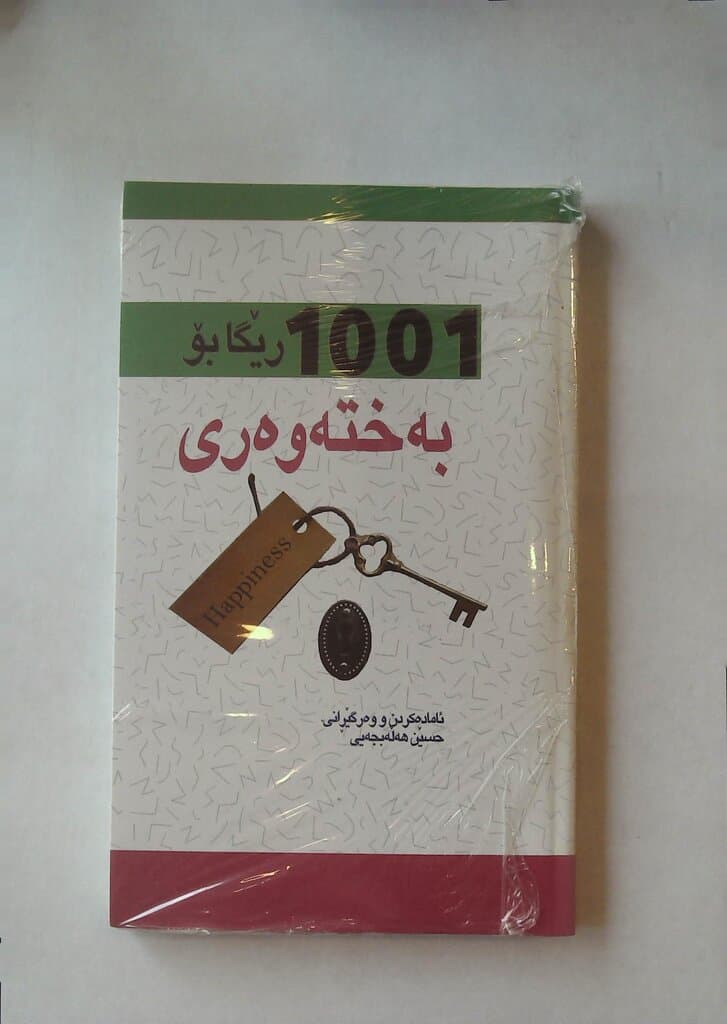 1001 ڕێگا بۆ
بەختەوەری
Happiness
ئامادەکردن و وەرگێڕانی
حسێن هەڵەبجەیی